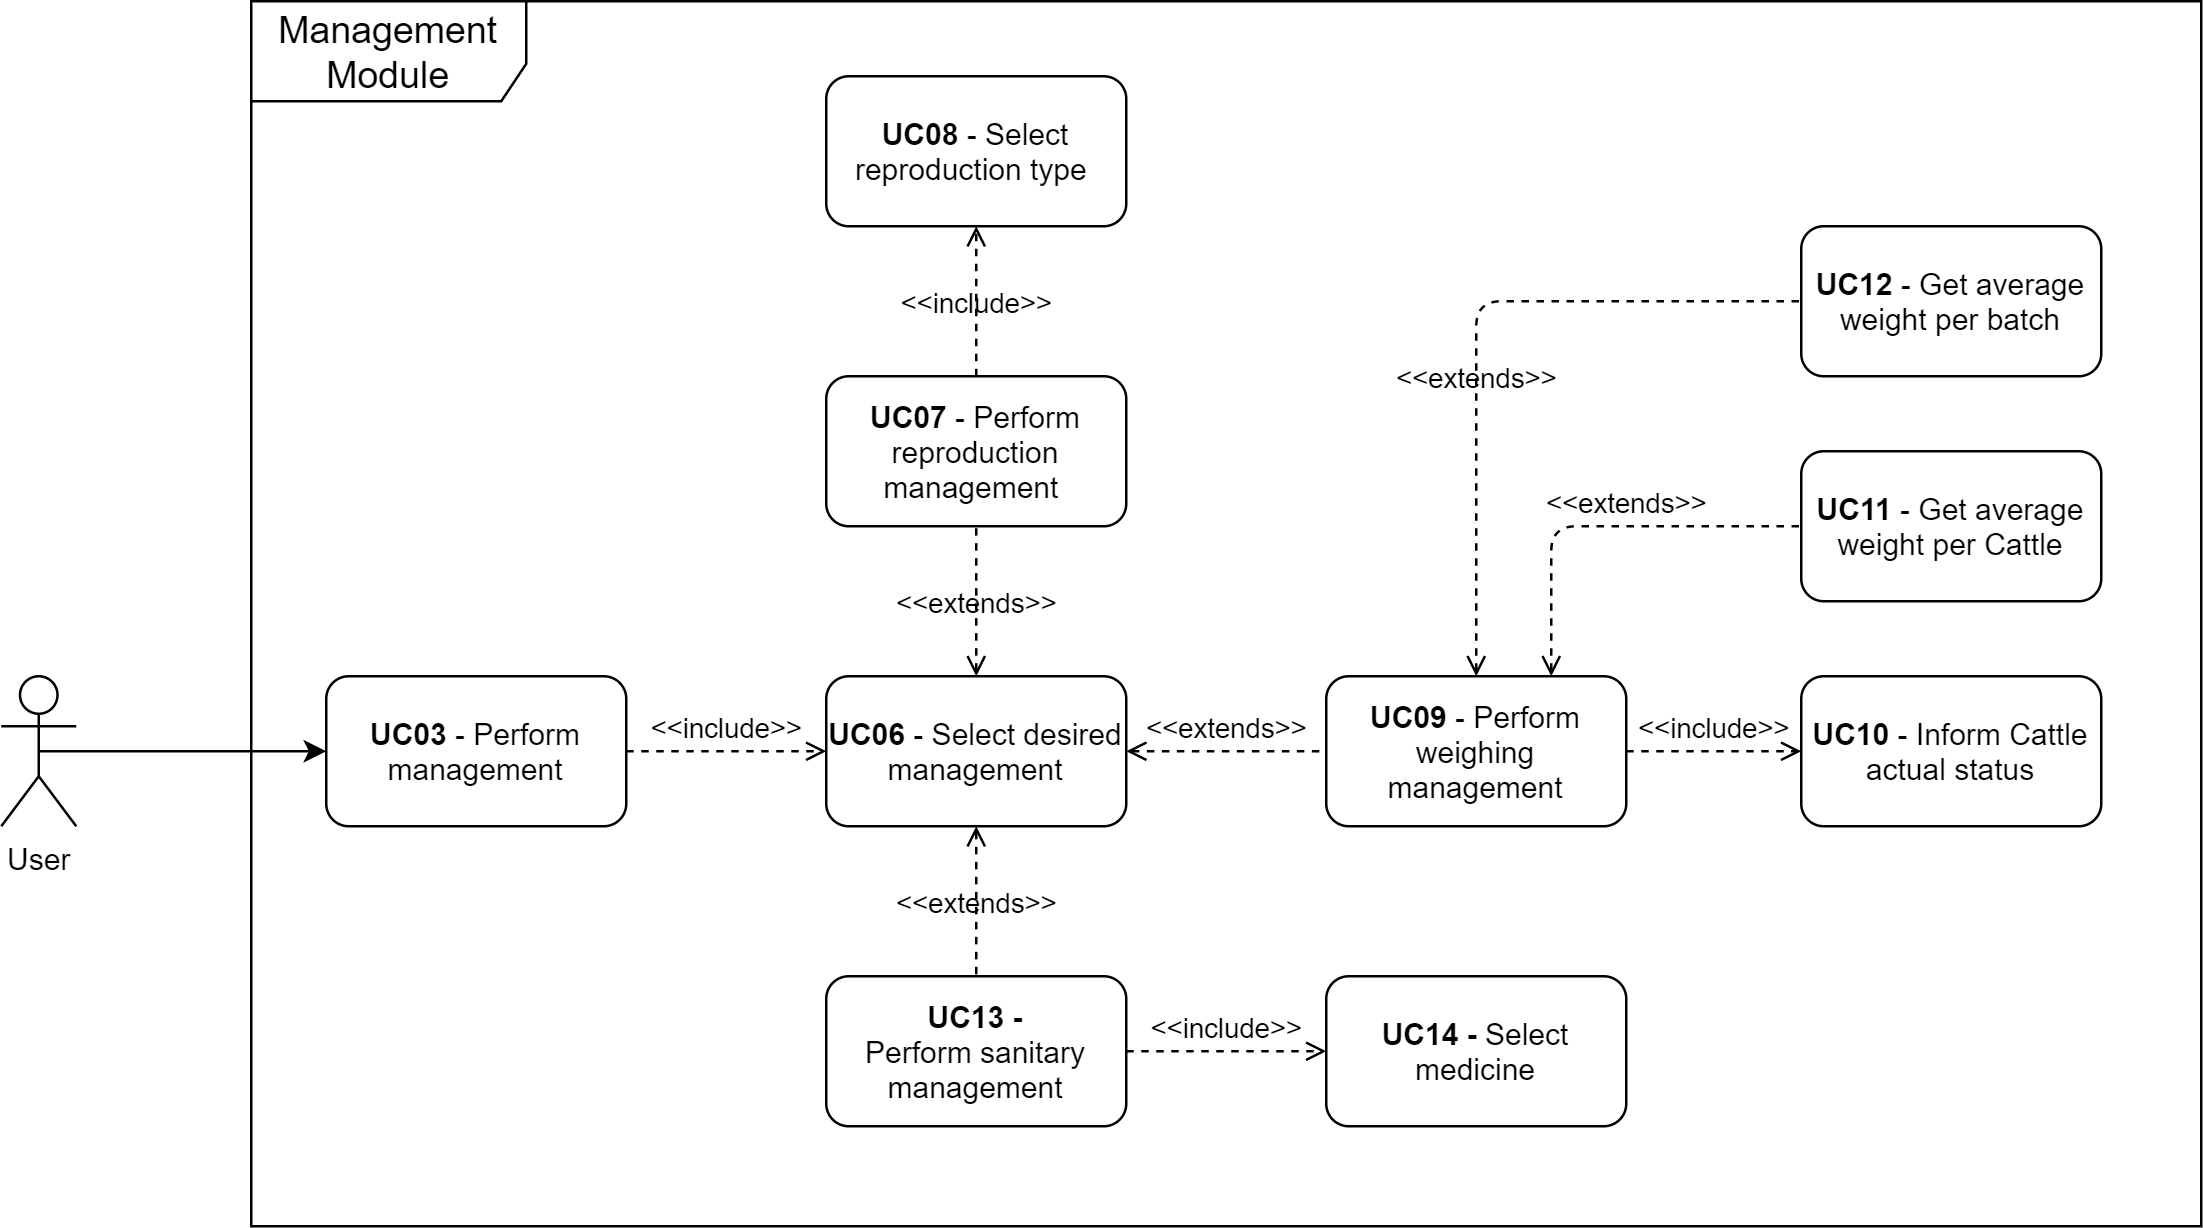 Management
Module
UC08 - Select
reproduction type
<<include>>
UC12 - Get average
weight per batch
<<extends>>
UC07 - Perform
reproduction
management
<<extends>>
UC11 - Get average
weight per Cattle
<<extends>>
UC03 - Perform
management
<<include>>
UC06 - Select desired
management
<<extends>>
UC09 - Perform
weighing
management
<<include>>
UC10 - Inform Cattle
actual status
User
<<extends>>
UC13 -
Perform sanitary
management
<<include>>
UC14 - Select
medicine